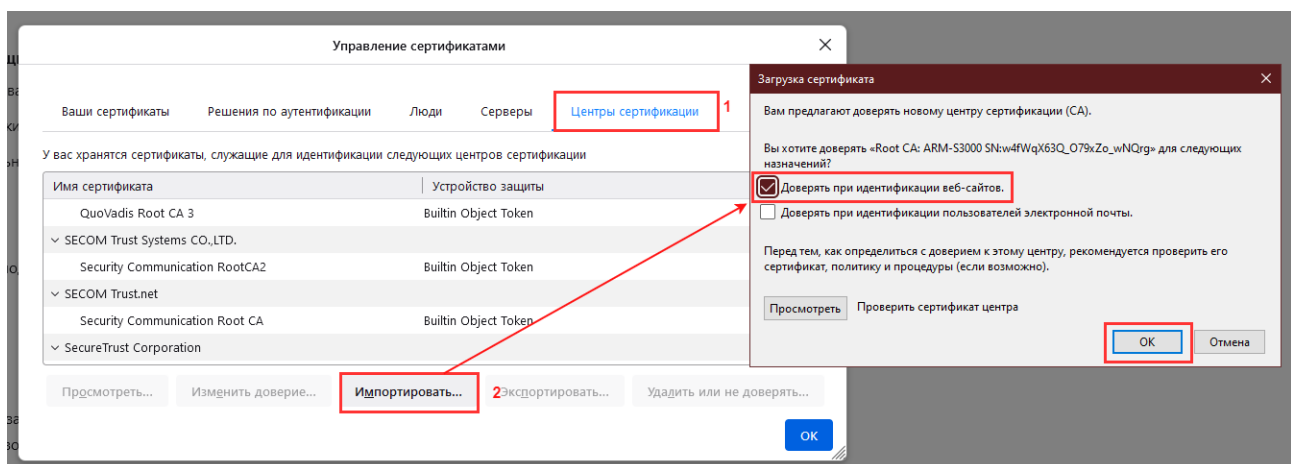 Управление сертификатами
Ваши сертификаты
Решения по аутентификации
Люди
Серверы
Центры сертификации
1
У вас хранятся сертификаты, служащие для идентификации следующих центров сертификации
Имя сертификата
Устройство защиты
QuoVadis Root CA 3
Builtin Object Token
SECOM Trust Systems CO.,LTD.
Security Communication RootCA2
Builtin Object Token
SECOM Trust.net
Security Communication Root CA
Builtin Object Token
SecureTrust Corporation
Просмотреть...
Изменить доверие...
Импортировать...
2
Экспортировать...
Удалить или не доверять...
ОК
Загрузка сертификата
Вам предлагают доверять новому центру сертификации (CA).
Вы хотите доверять «Root CA: ARM-S3000 SN:w4fWqX63Q_O79xZo_wNQrg» для следующих
назначений?
Доверять при идентификации веб-сайтов.
Доверять при идентификации пользователей электронной почты.
Перед тем, как определиться с доверием к этому центру, рекомендуется проверить его
сертификат, политику и процедуры (если возможно).
Просмотреть
Проверить сертификат центра
ОК
Отмена